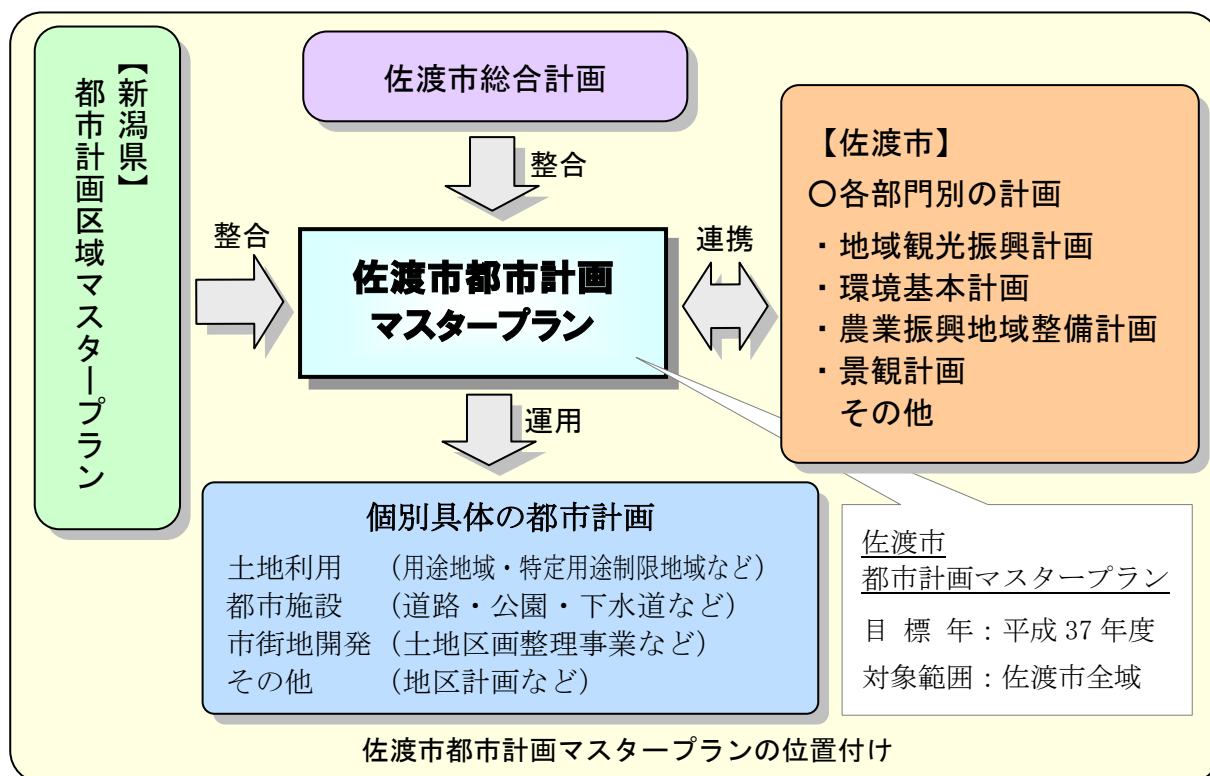 【新潟県】
都市計画区域マスタープラン
佐渡市総合計画
整合
整合
佐渡市都市計画
マスタープラン
連携
【佐渡市】
○各部門別の計画
・地域観光振興計画
・環境基本計画
・農業振興地域整備計画
・景観計画
その他
運用
個別具体の都市計画
土地利用 （用途地域・特定用途制限地域など）
都市施設 （道路・公園・下水道など）
市街地開発 （土地区画整理事業など）
その他 （地区計画など）
佐渡市
都市計画マスタープラン
目 標 年：平成 37 年度
対象範囲：佐渡市全域
佐渡市都市計画マスタープランの位置付け